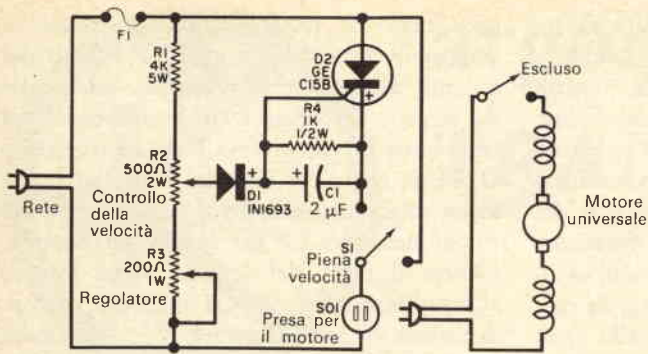 F1
R1
4K
5W
D2
GE
C15B
+
R4
1K
1/2W
R2
500Ω
2W
Controllo
della
velocità
+
D1
IN1693
+
C1
2 µF
Rete
R3
200Ω
1W
Regolatore
S1
Piena
velocità
SO1
Presa per
il motore
Escluso
Motore
universale